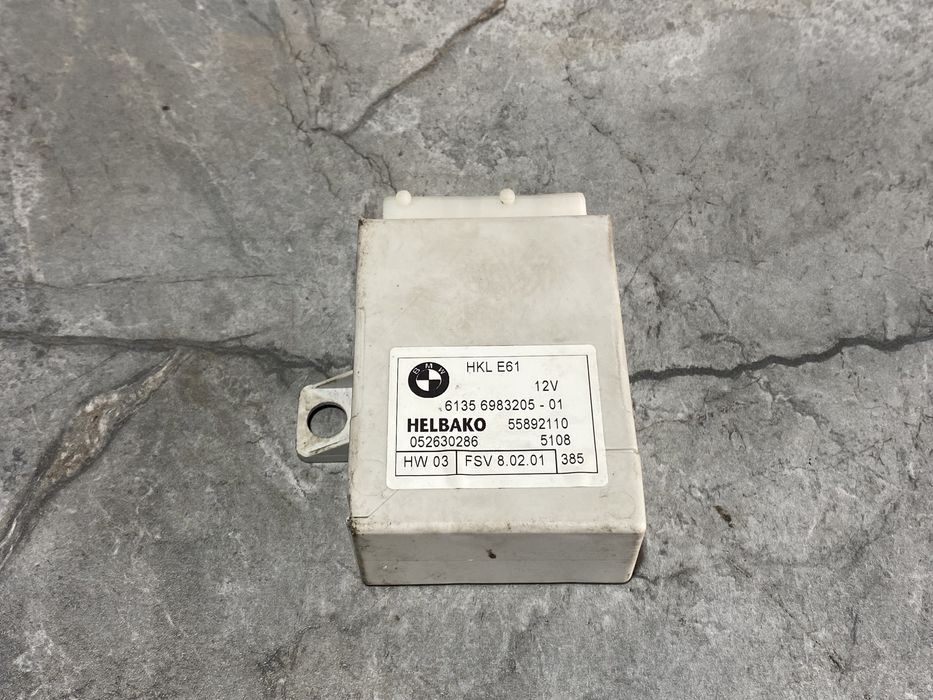 BMW
HKL E61
12V
6135 6983205 - 01
HELBAKO 55892110
052630286 5108
HW 03 FSV 8.02.01 385